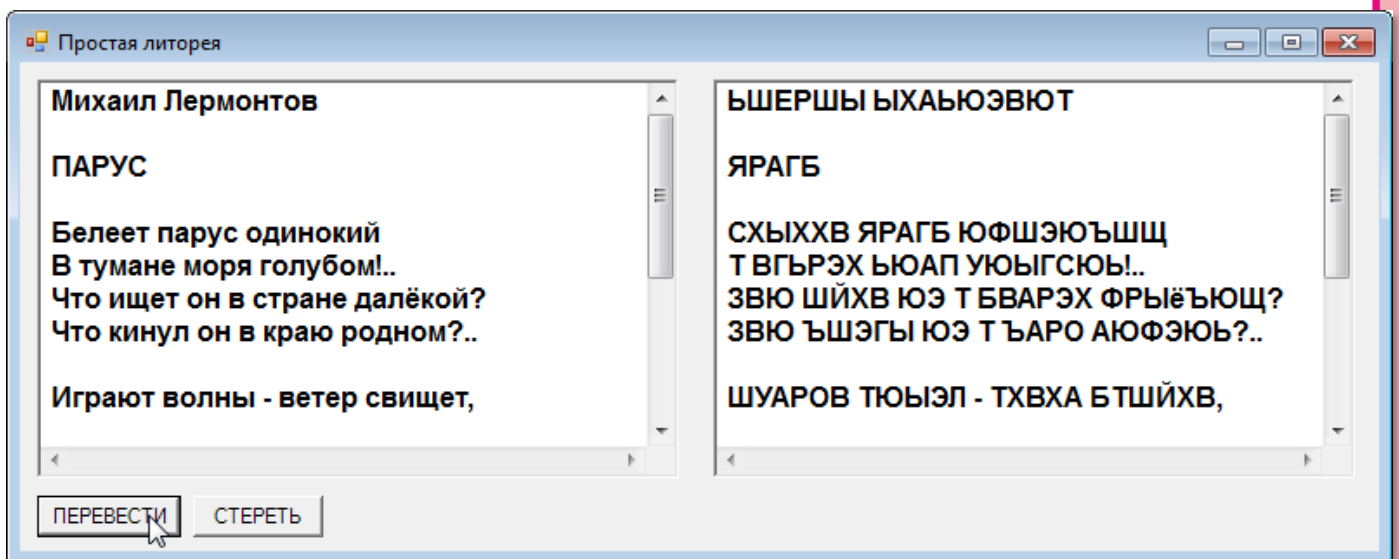 Простая литорея
Михаил Лермонтов
ПАРУС
Белеет парус одинокий
В тумане моря голубом!..
Что ищет он в стране далёкой?
Что кинул он в краю родном?..
Играют волны - ветер свищет,
ЬШЕРШЫ ЫХАЬЮЭВЮТ
ЯРАГБ
СХЫХХВ ЯРАГБ ЮФШЭЮЪШЩ
Т ВГЬРЭХ ЬЮАП УЮЫГСЮЬ!..
ЗВЮ ШЙХВ ЮЭ Т БВАРЭХ ФРЫёЪЮЩ?
ЗВЮ ЪШЭГЫ ЮЭ Т ЪАРО АЮФЭЮЬ?..
ШУАРОВ ТЮЫЭЛ - ТХВХА БТШЙХВ,
ПЕРЕВЕСТИ СТЕРЕТЬ